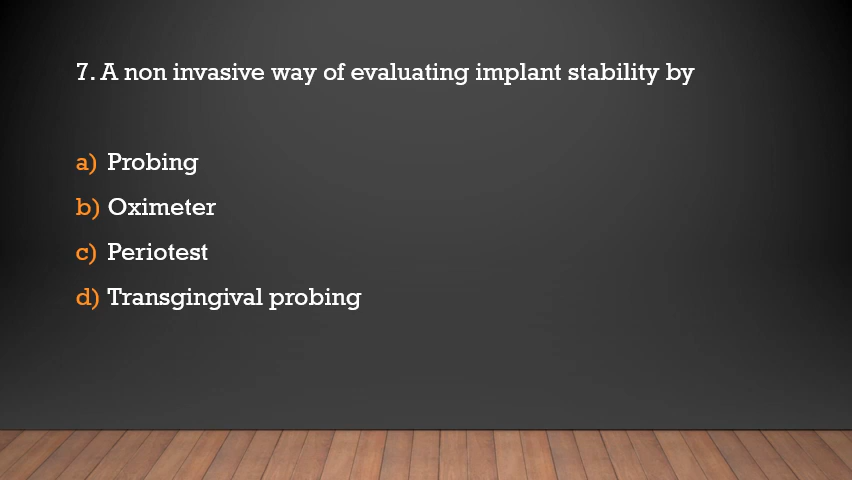 7. A non invasive way of evaluating implant stability by
a) Probing
b) Oximeter
c) Periotest
d) Transgingival probing